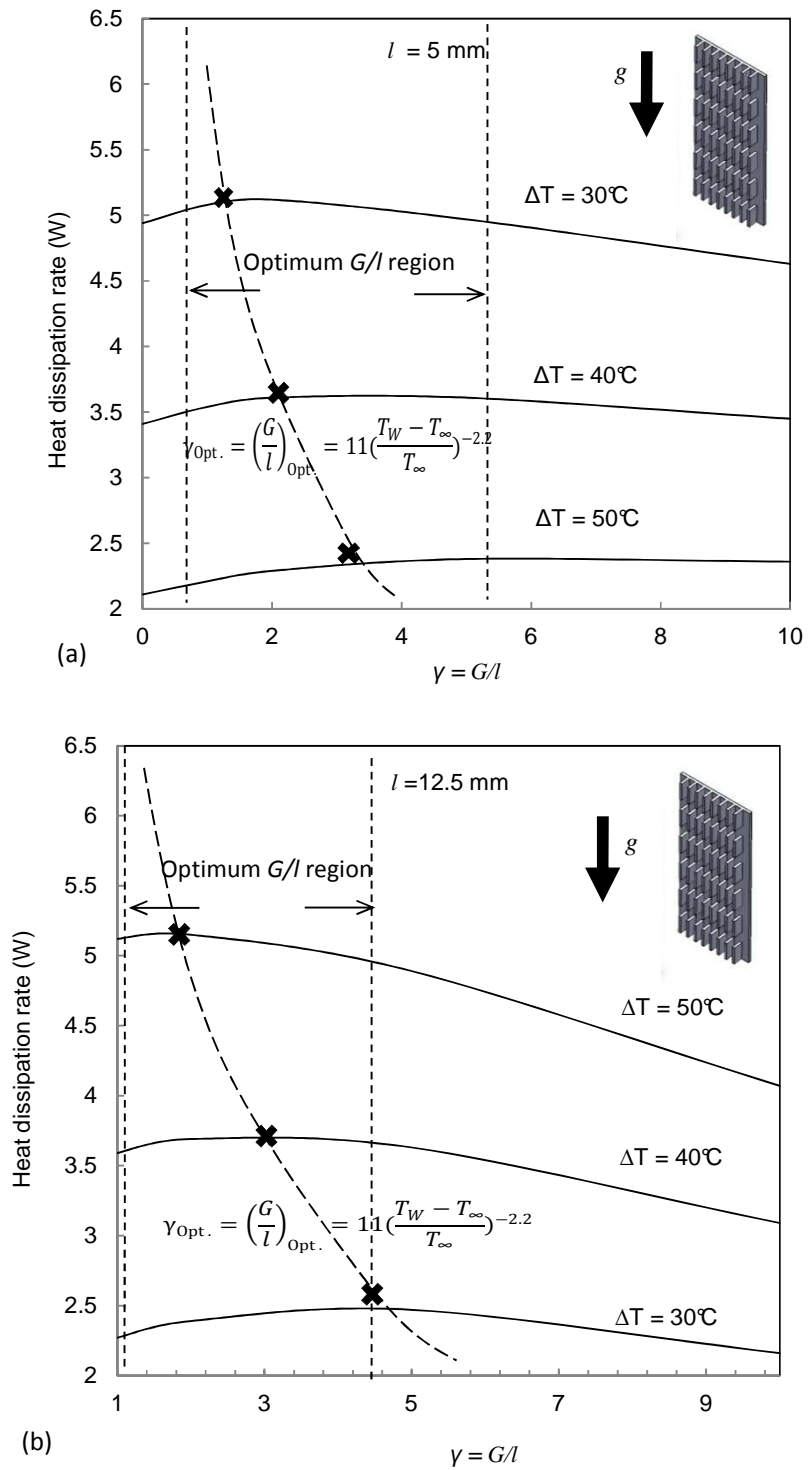 6.5
6
5.5
5
4.5
4
3.5
3
2.5
2
Heat dissipation rate (W)
l = 5 mm
g
ΔT = 30℃
Optimum G/l region
ΔT = 40℃
γOpt. = (G/l)Opt. = 11((TW − T∞)/T∞)^−2.2
ΔT = 50℃
0 2 4 6 8 10
(a)
γ = G/l
6.5
6
5.5
5
4.5
4
3.5
3
2.5
2
Heat dissipation rate (W)
l =12.5 mm
g
Optimum G/l region
ΔT = 50℃
ΔT = 40℃
γOpt. = (G/l)Opt. = 11((TW − T∞)/T∞)^−2.2
ΔT = 30℃
1 3 5 7 9
(b)
γ = G/l